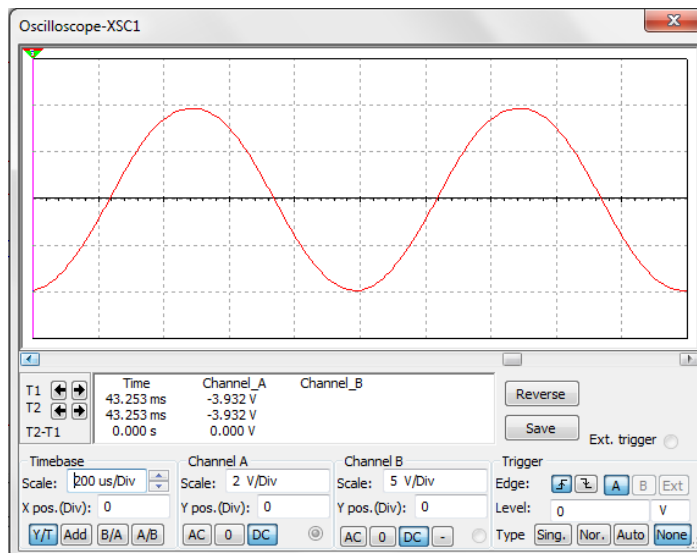 Oscilloscope-XSC1
x
T1
T2
T2-T1
Time Channel_A Channel_B
43.253 ms -3.932 V
43.253 ms -3.932 V
0.000 s 0.000 V
Reverse
Save
Ext. trigger
Timebase
Scale: 200 us/Div
X pos.(Div): 0
Y/T Add B/A A/B
Channel A
Scale: 2 V/Div
Y pos.(Div): 0
AC 0 DC
Channel B
Scale: 5 V/Div
Y pos.(Div): 0
AC 0 DC -
Trigger
Edge: A B Ext
Level: 0 V
Type Sing. Nor. Auto None